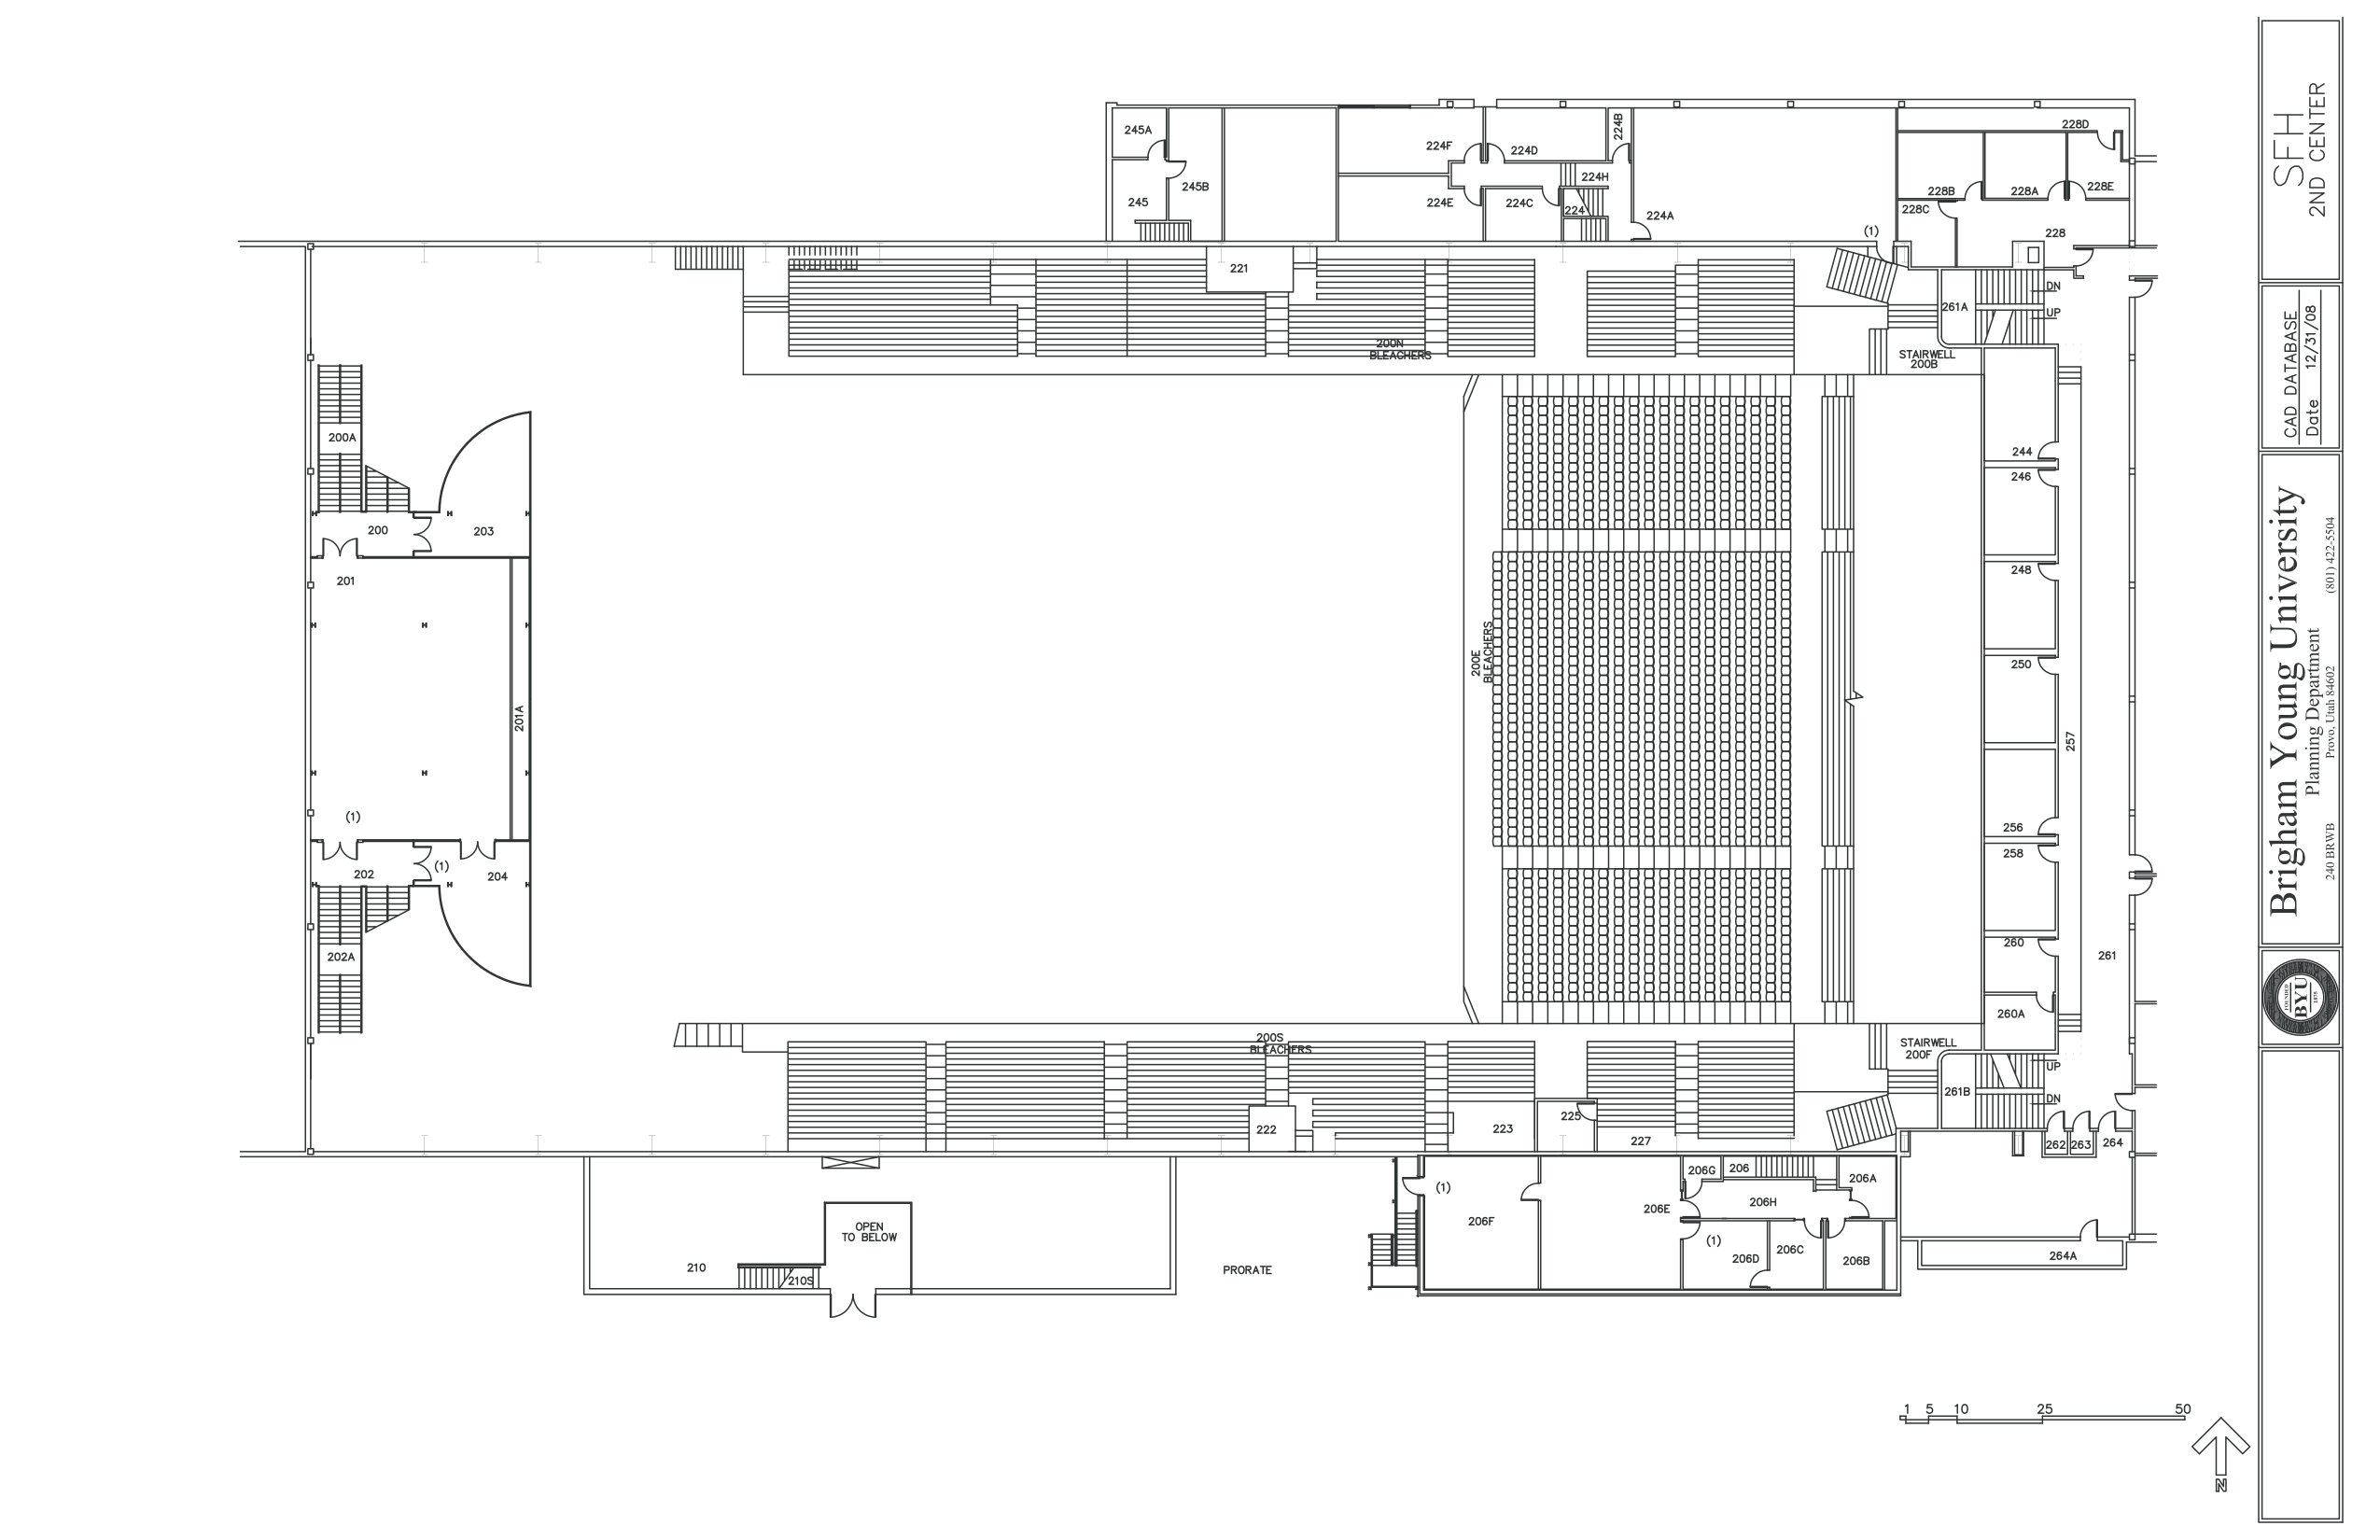 245A
224F
224D
224B
228D
245
245B
224H
224E
224C
224
224A
228B
228A
228E
228C
228
(1)
221
261A
DN
UP
200N
BLEACHERS
STAIRWELL
200B
200A
200
203
201
201A
(1)
200E
BLEACHERS
244
246
248
250
257
256
258
260
260A
261
202
(1)
204
202A
200S
BLEACHERS
STAIRWELL
200F
UP
261B
DN
222
223
225
227
262
263
264
(1)
206G
206
206A
206H
206E
206F
(1)
206D
206C
206B
264A
OPEN
TO BELOW
210
210S
PRORATE
1 5 10 25 50
N
SFH
2ND CENTER
CAD DATABASE
Date 12/31/08
Brigham Young University
Planning Department
240 BRWB Provo, Utah 84602 (801) 422-5504
FOUNDED
BYU
1875